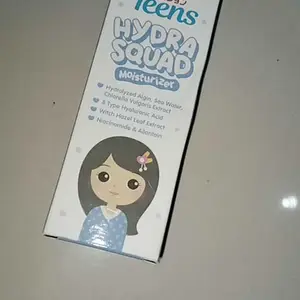 Teens
HYDRA
SQUAD
Moisturizer
Hydrolyzed Algin, Sea Water,
Chlorella Vulgaris Extract
5 Type Hyaluronic Acid
Witch Hazel Leaf Extract
Niacinamide & Allantoin